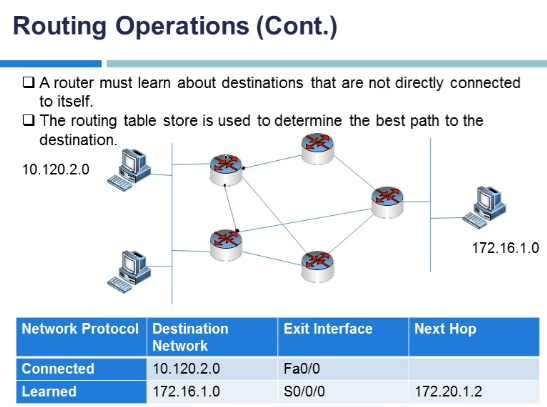 Routing Operations (Cont.)
❑ A router must learn about destinations that are not directly connected
to itself.
❑ The routing table store is used to determine the best path to the
destination.
10.120.2.0
172.16.1.0
Network Protocol Destination Network Exit Interface Next Hop
Connected 10.120.2.0 Fa0/0
Learned 172.16.1.0 S0/0/0 172.20.1.2